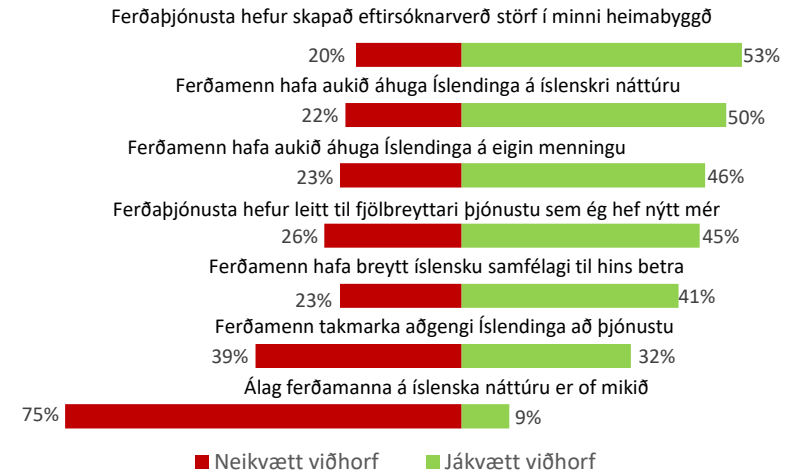 Ferðaþjónusta hefur skapað eftirsóknarverð störf í minni heimabyggð
20% 53%
Ferðamenn hafa aukið áhuga Íslendinga á íslenskri náttúru
22% 50%
Ferðamenn hafa aukið áhuga Íslendinga á eigin menningu
23% 46%
Ferðaþjónusta hefur leitt til fjölbreyttari þjónustu sem ég hef nýtt mér
26% 45%
Ferðamenn hafa breytt íslensku samfélagi til hins betra
23% 41%
Ferðamenn takmarka aðgengi Íslendinga að þjónustu
39% 32%
Álag ferðamanna á íslenska náttúru er of mikið
75% 9%
Neikvætt viðhorf Jákvætt viðhorf